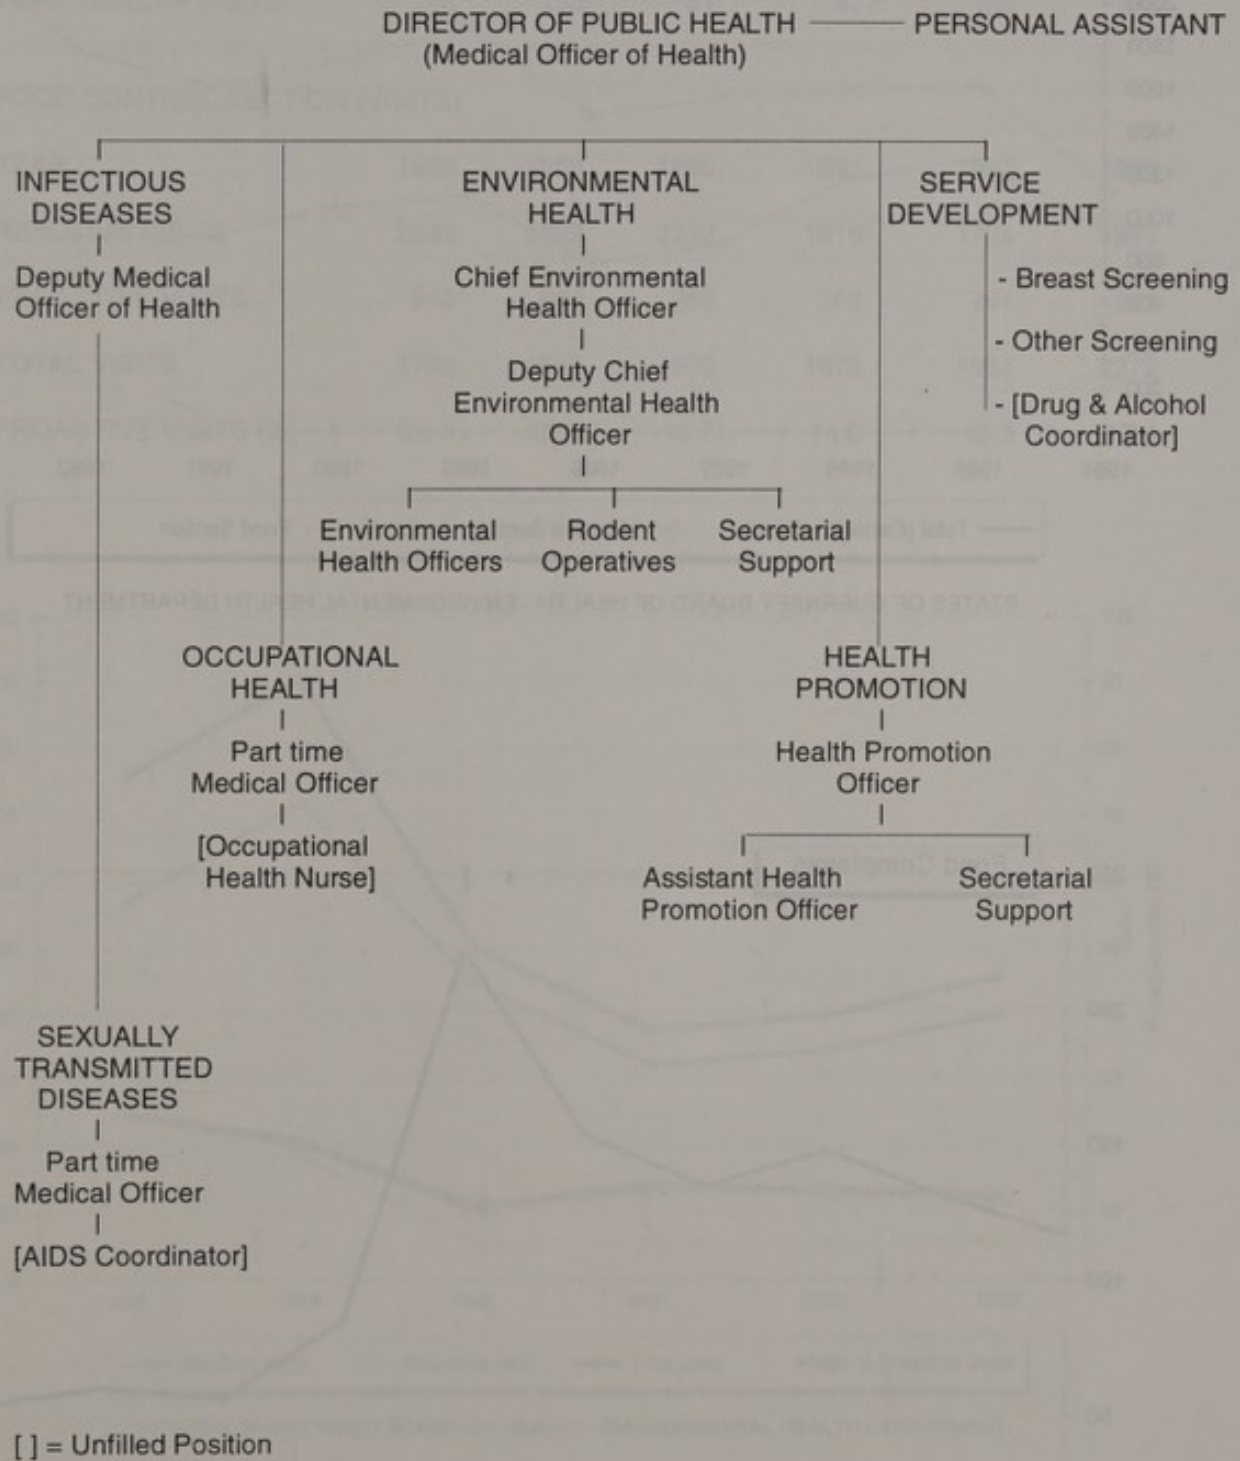 DIRECTOR OF PUBLIC HEALTH
PERSONAL ASSISTANT
(Medical Officer of Health)
INFECTIOUS
DISEASES
Deputy Medical
Officer of Health
ENVIRONMENTAL
HEALTH
Chief Environmental
Health Officer
Deputy Chief
Environmental Health
Officer
Environmental
Health Officers
Rodent
Operatives
Secretarial
Support
SERVICE
DEVELOPMENT
- Breast Screening
- Other Screening
- [Drug & Alcohol
Coordinator]
OCCUPATIONAL
HEALTH
Part time
Medical Officer
[Occupational
Health Nurse]
HEALTH
PROMOTION
Health Promotion
Officer
Assistant Health
Promotion Officer
Secretarial
Support
SEXUALLY
TRANSMITTED
DISEASES
Part time
Medical Officer
[AIDS Coordinator]
[ ] = Unfilled Position